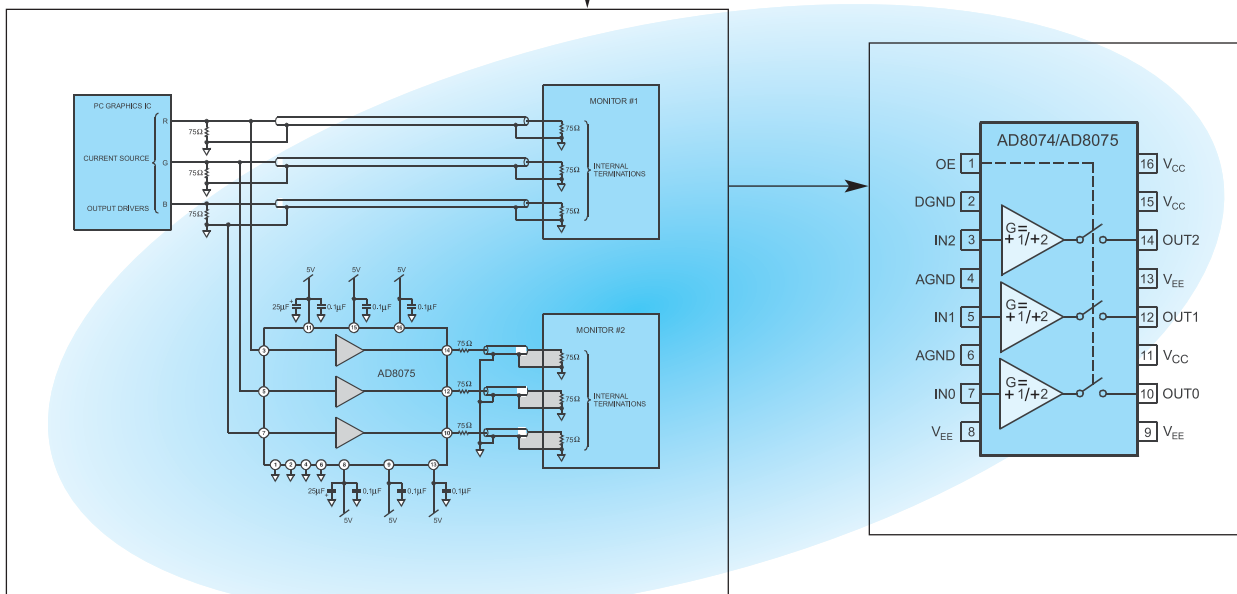 PC GRAPHICS IC
R
75Ω
CURRENT SOURCE
G
75Ω
OUTPUT DRIVERS
B
75Ω
MONITOR #1
75Ω
75Ω
INTERNAL
TERMINATIONS
75Ω
5V
5V
5V
25µF
+
0.1µF
0.1µF
0.1µF
11
15
16
3
14
75Ω
AD8075
5
12
75Ω
7
10
75Ω
1
2
4
6
8
9
13
25µF
+
0.1µF
0.1µF
0.1µF
5V
5V
5V
MONITOR #2
75Ω
75Ω
INTERNAL
TERMINATIONS
75Ω
AD8074/AD8075
OE 1
16 VCC
DGND 2
15 VCC
IN2 3
G=
+1/+2
14 OUT2
AGND 4
13 VEE
IN1 5
G=
+1/+2
12 OUT1
AGND 6
11 VCC
IN0 7
G=
+1/+2
10 OUT0
VEE 8
9 VEE